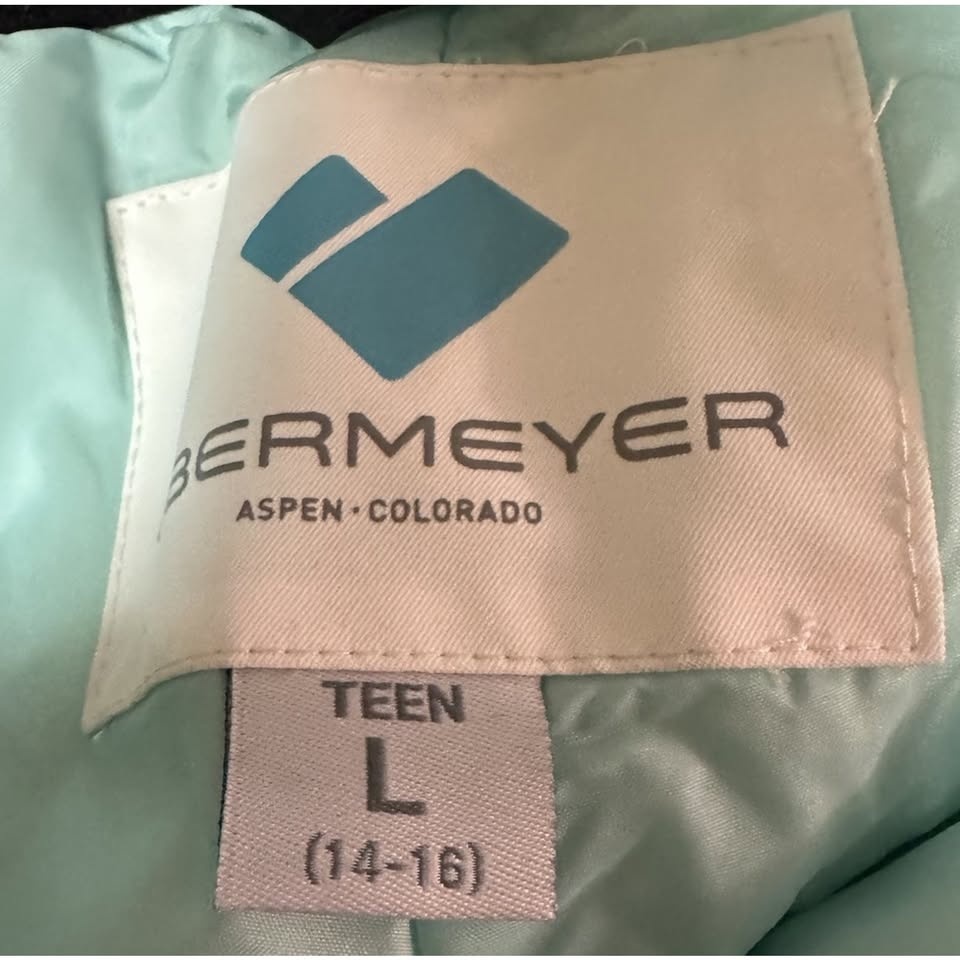 BERMEYER
ASPEN · COLORADO
TEEN
L
(14-16)